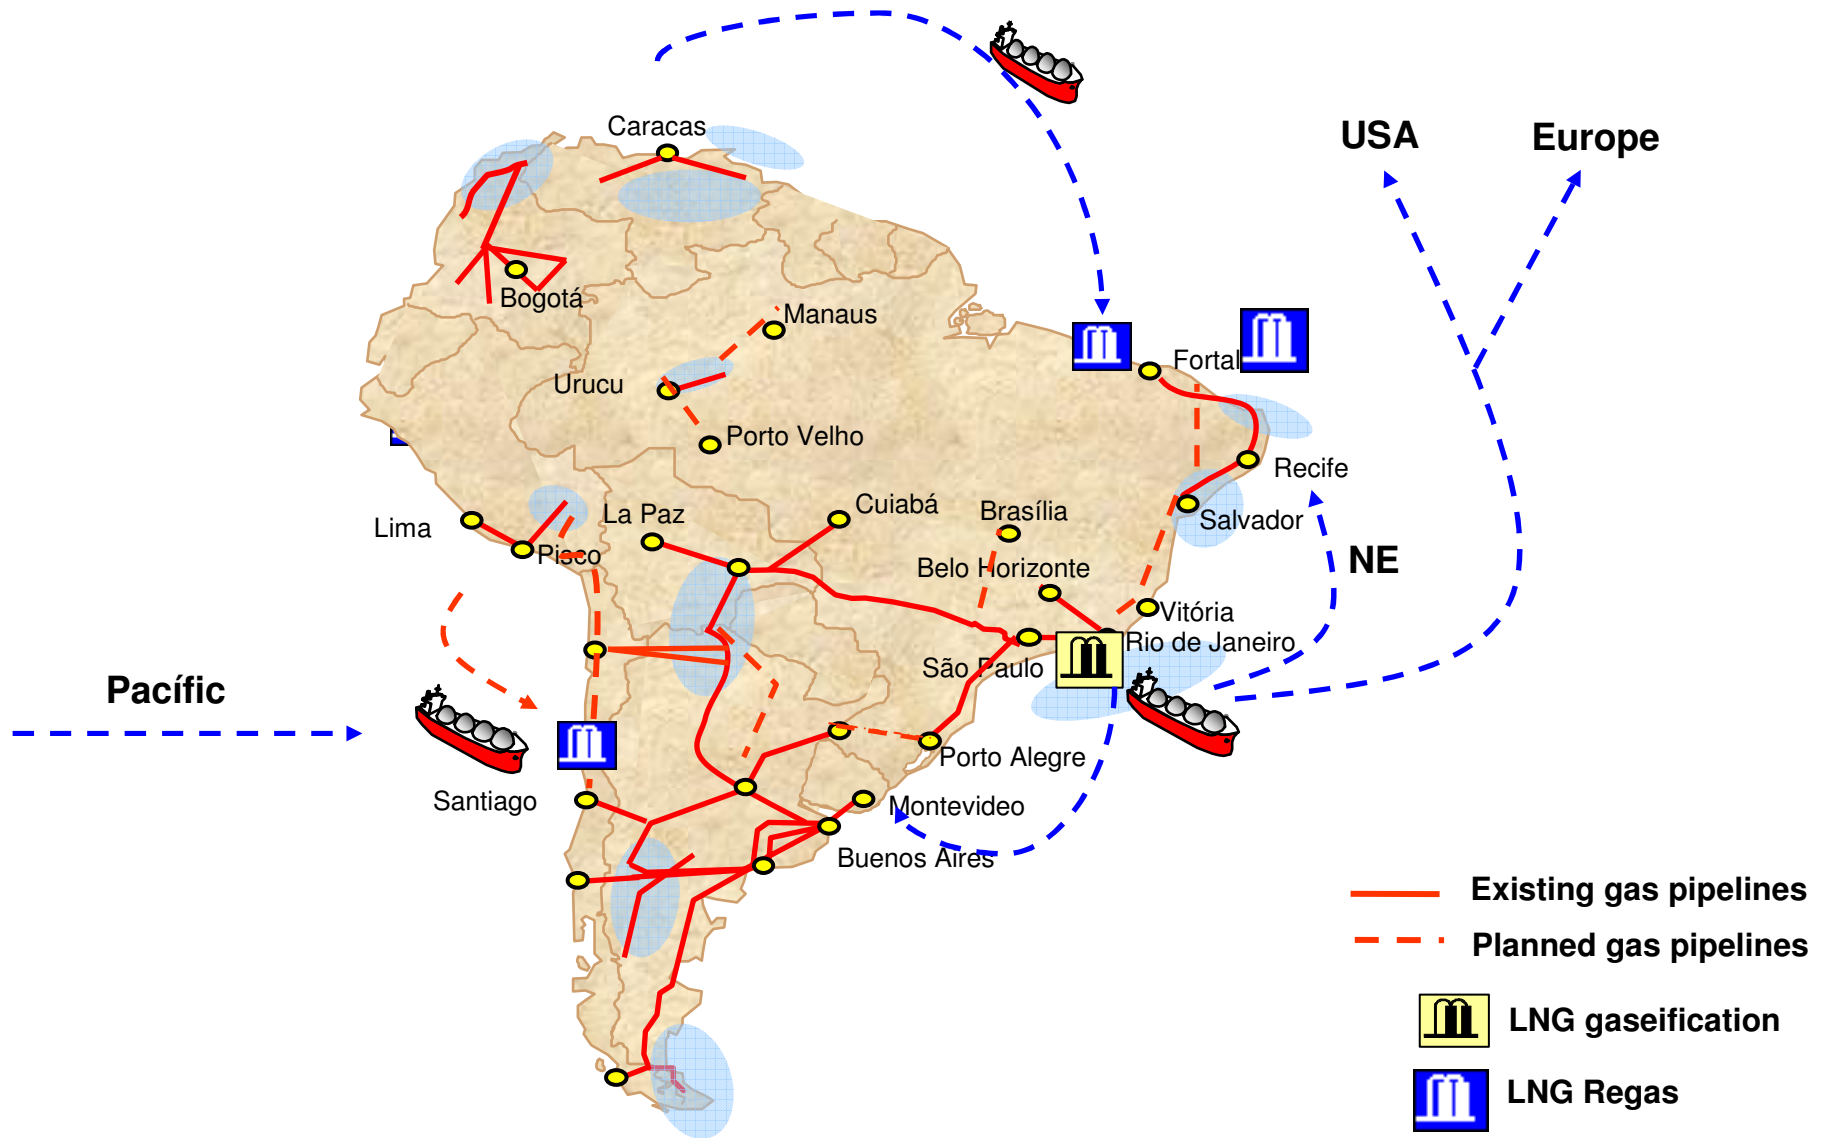 Caracas
USA
Europe
Bogotá
Manaus
Fortal
Urucu
Porto Velho
Recife
Lima
La Paz
Cuiabá
Brasília
Salvador
Pisco
Belo Horizonte
NE
Vitória
Rio de Janeiro
São Paulo
Pacífic
Porto Alegre
Santiago
Montevideo
Buenos Aires
Existing gas pipelines
Planned gas pipelines
LNG gaseification
LNG Regas